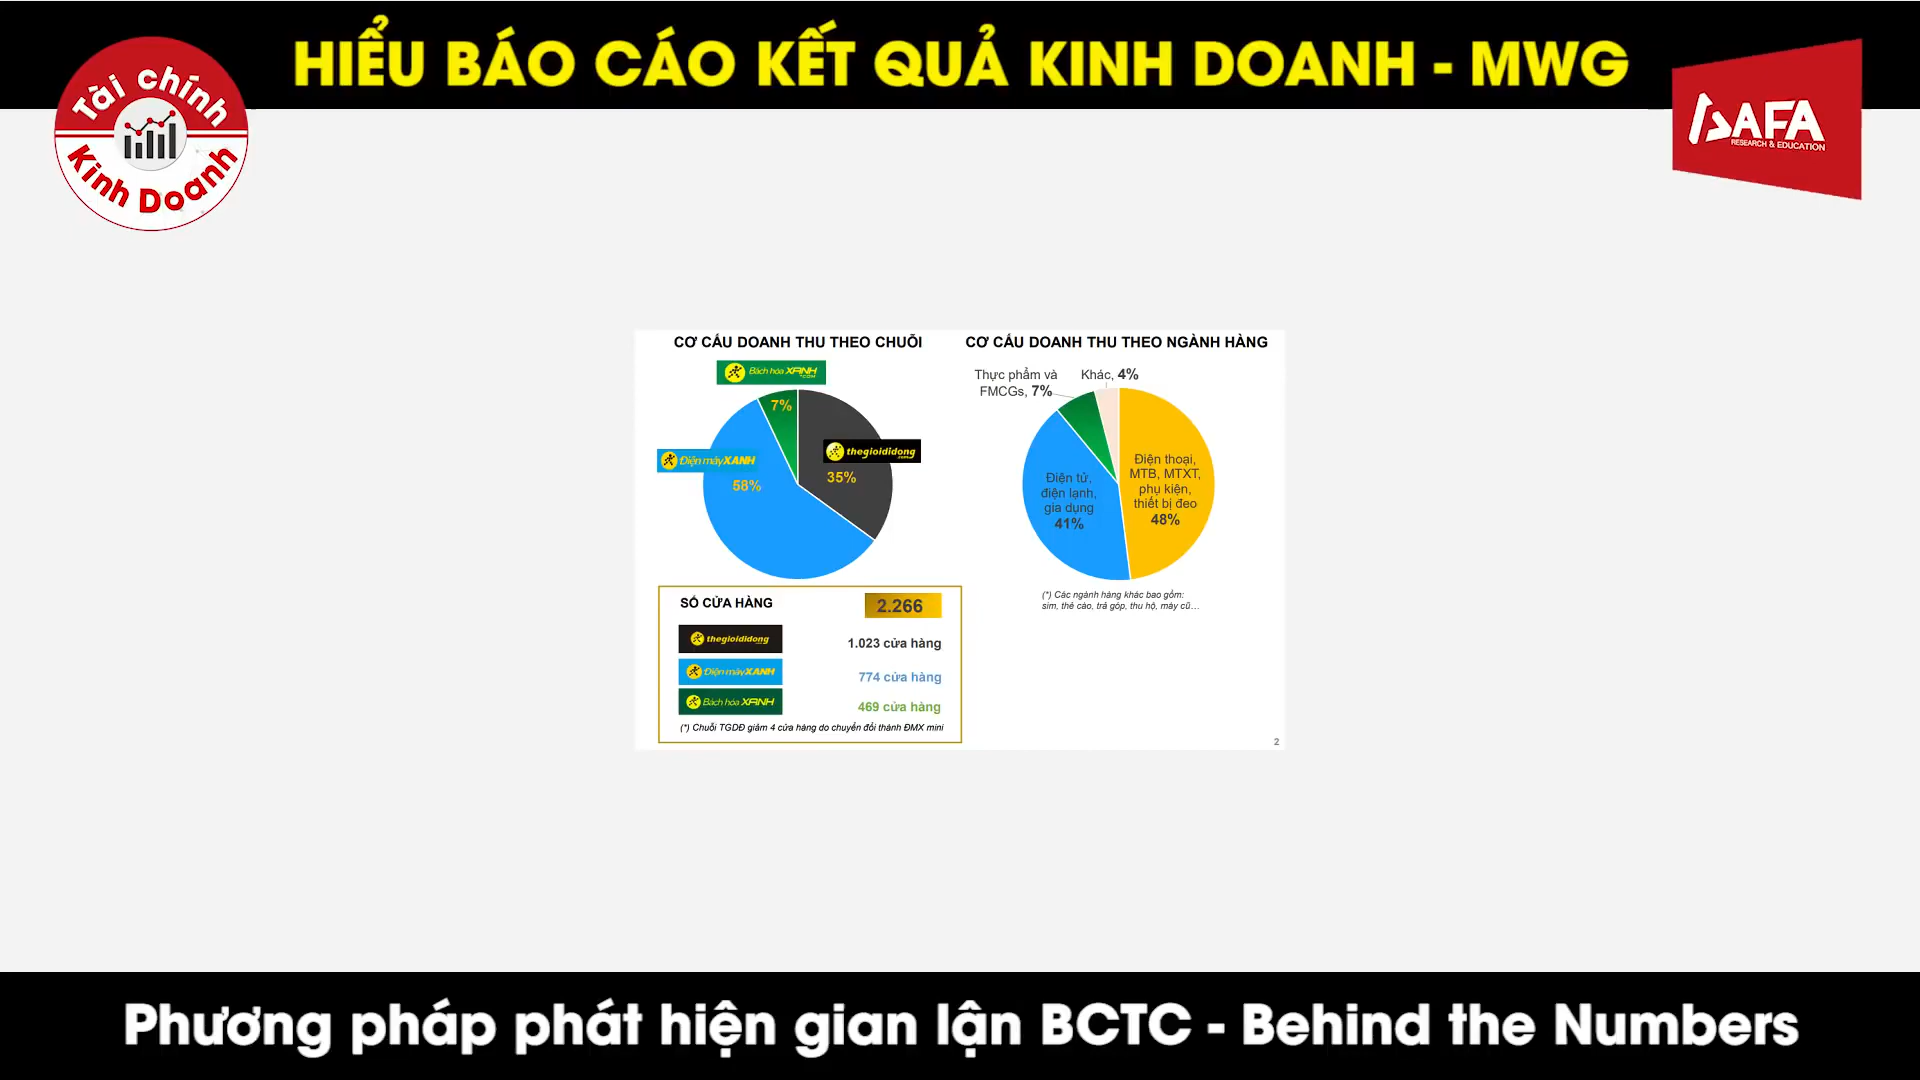 HIỂU BÁO CÁO KẾT QUẢ KINH DOANH - MWG
Tài chính
Kinh Doanh
AFA
RESEARCH & EDUCATION
CƠ CẤU DOANH THU THEO CHUỖI
Bách hóa XANH
.COM
7%
thegioididong
.com
35%
Điện máy XANH
58%
CƠ CẤU DOANH THU THEO NGÀNH HÀNG
Thực phẩm và
FMCGs, 7%
Khác, 4%
Điện thoại,
MTB, MTXT,
phụ kiện,
thiết bị đeo
48%
Điện tử,
điện lạnh,
gia dụng
41%
(*) Các ngành hàng khác bao gồm:
sim, thẻ cào, trả góp, thu hộ, máy cũ…
SỐ CỬA HÀNG 2.266
thegioididong 1.023 cửa hàng
Điện máy XANH 774 cửa hàng
Bách hóa XANH 469 cửa hàng
(*) Chuỗi TGDĐ giảm 4 cửa hàng do chuyển đổi thành ĐMX mini
2
Phương pháp phát hiện gian lận BCTC - Behind the Numbers